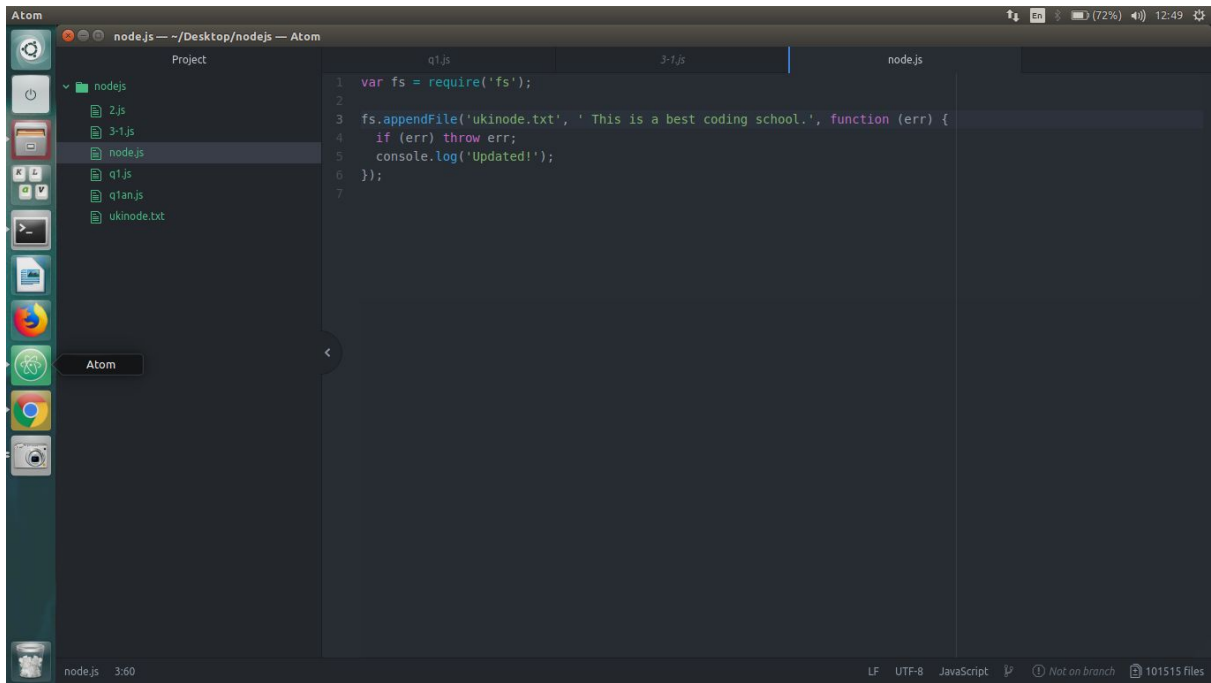 Atom
En
(72%)
12:49
node.js — ~/Desktop/nodejs — Atom
Project
q1.js
3-1.js
node.js
nodejs
2.js
3-1.js
node.js
q1.js
q1an.js
ukinode.txt
1 var fs = require('fs');
2
3 fs.appendFile('ukinode.txt', ' This is a best coding school.', function (err) {
4   if (err) throw err;
5   console.log('Updated!');
6 });
7
K L
a v
>_
Atom
node.js 3:60
LF UTF-8 JavaScript Not on branch 101515 files